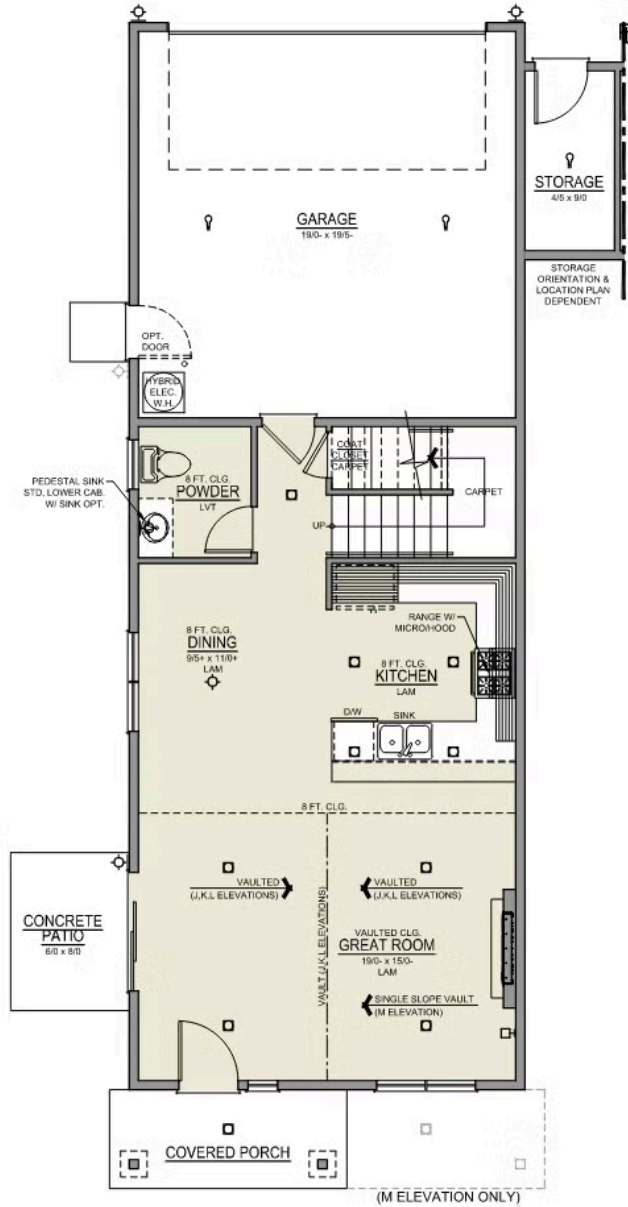 STORAGE
4/5 x 9/0
GARAGE
19/0- x 19/5-
STORAGE
ORIENTATION &
LOCATION PLAN
DEPENDENT
OPT.
DOOR
HYBRID
ELEC.
W.H.
COAT
CLOSET
CARPET
8 FT. CLG.
POWDER
LVT
PEDESTAL SINK
STD. LOWER CAB.
W/ SINK OPT.
CARPET
UP
RANGE W/
MICRO/HOOD
8 FT. CLG.
DINING
9/5+ x 11/0+
LAM
8 FT. CLG.
KITCHEN
LAM
D/W
SINK
8 FT. CLG.
VAULTED
(J,K,L ELEVATIONS)
VAULTED
(J,K,L ELEVATIONS)
VAULT (J,K,L ELEVATIONS)
CONCRETE
PATIO
6/0 x 8/0
VAULTED CLG.
GREAT ROOM
19/0- x 15/0-
LAM
SINGLE SLOPE VAULT
(M ELEVATION)
COVERED PORCH
(M ELEVATION ONLY)